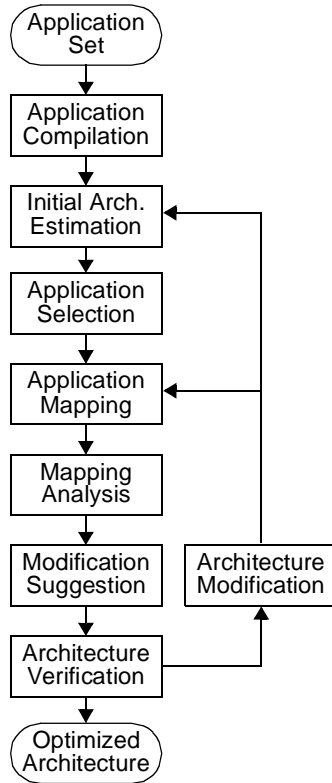 Application
Set
Application
Compilation
Initial Arch.
Estimation
Application
Selection
Application
Mapping
Mapping
Analysis
Modification
Suggestion
Architecture
Modification
Architecture
Verification
Optimized
Architecture